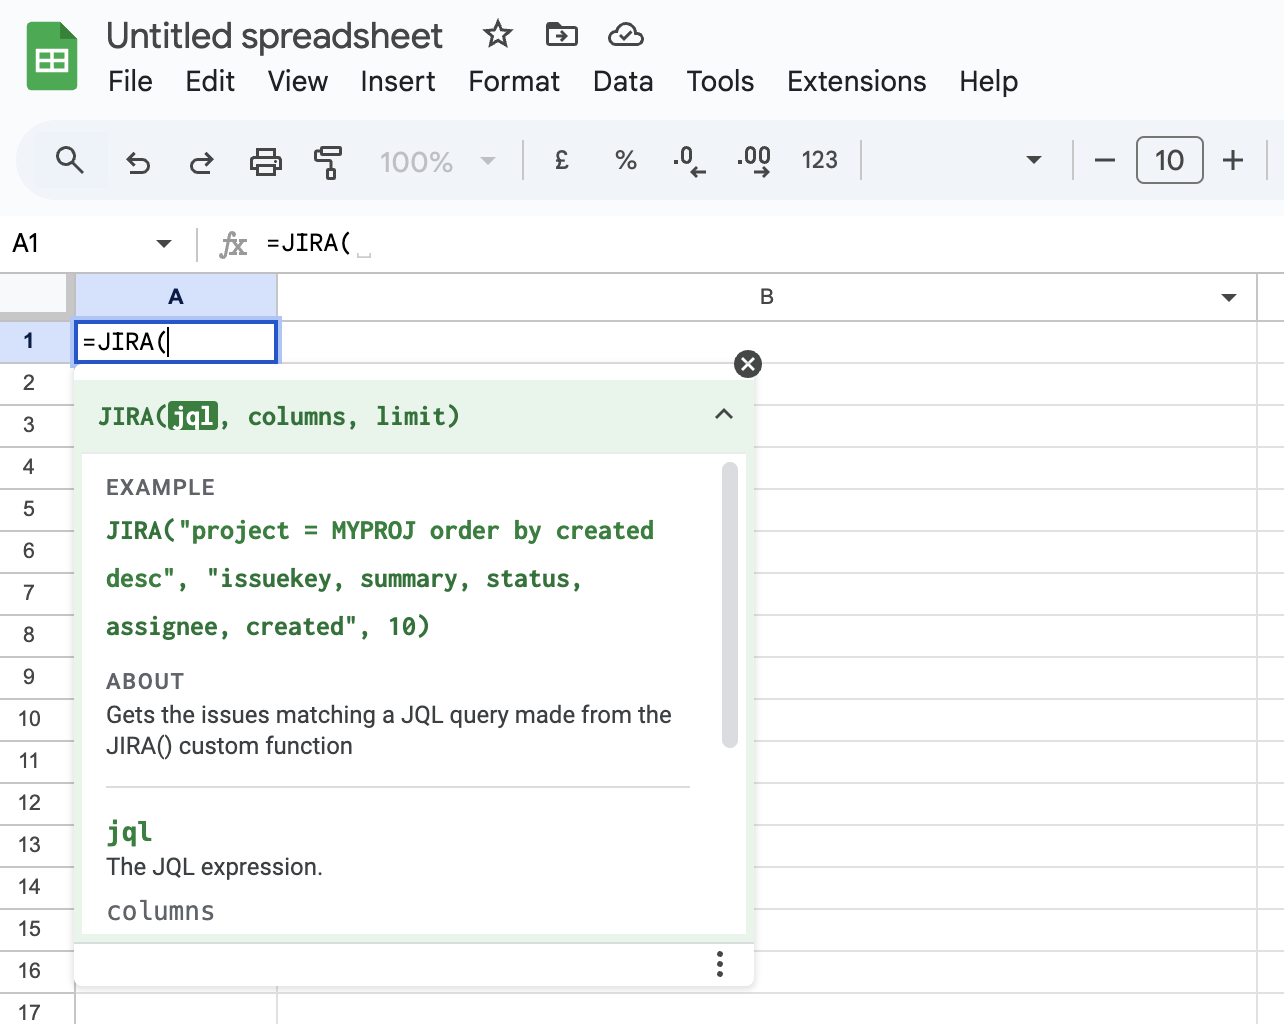 Untitled spreadsheet
File Edit View Insert Format Data Tools Extensions Help
100% £ % .0 .00 123 10
A1 fx =JIRA(
A B
1 =JIRA(
2
3
4
5
6
7
8
9
10
11
12
13
14
15
16
17
JIRA(jql, columns, limit)
EXAMPLE
JIRA("project = MYPROJ order by created
desc", "issuekey, summary, status,
assignee, created", 10)
ABOUT
Gets the issues matching a JQL query made from the
JIRA() custom function
jql
The JQL expression.
columns